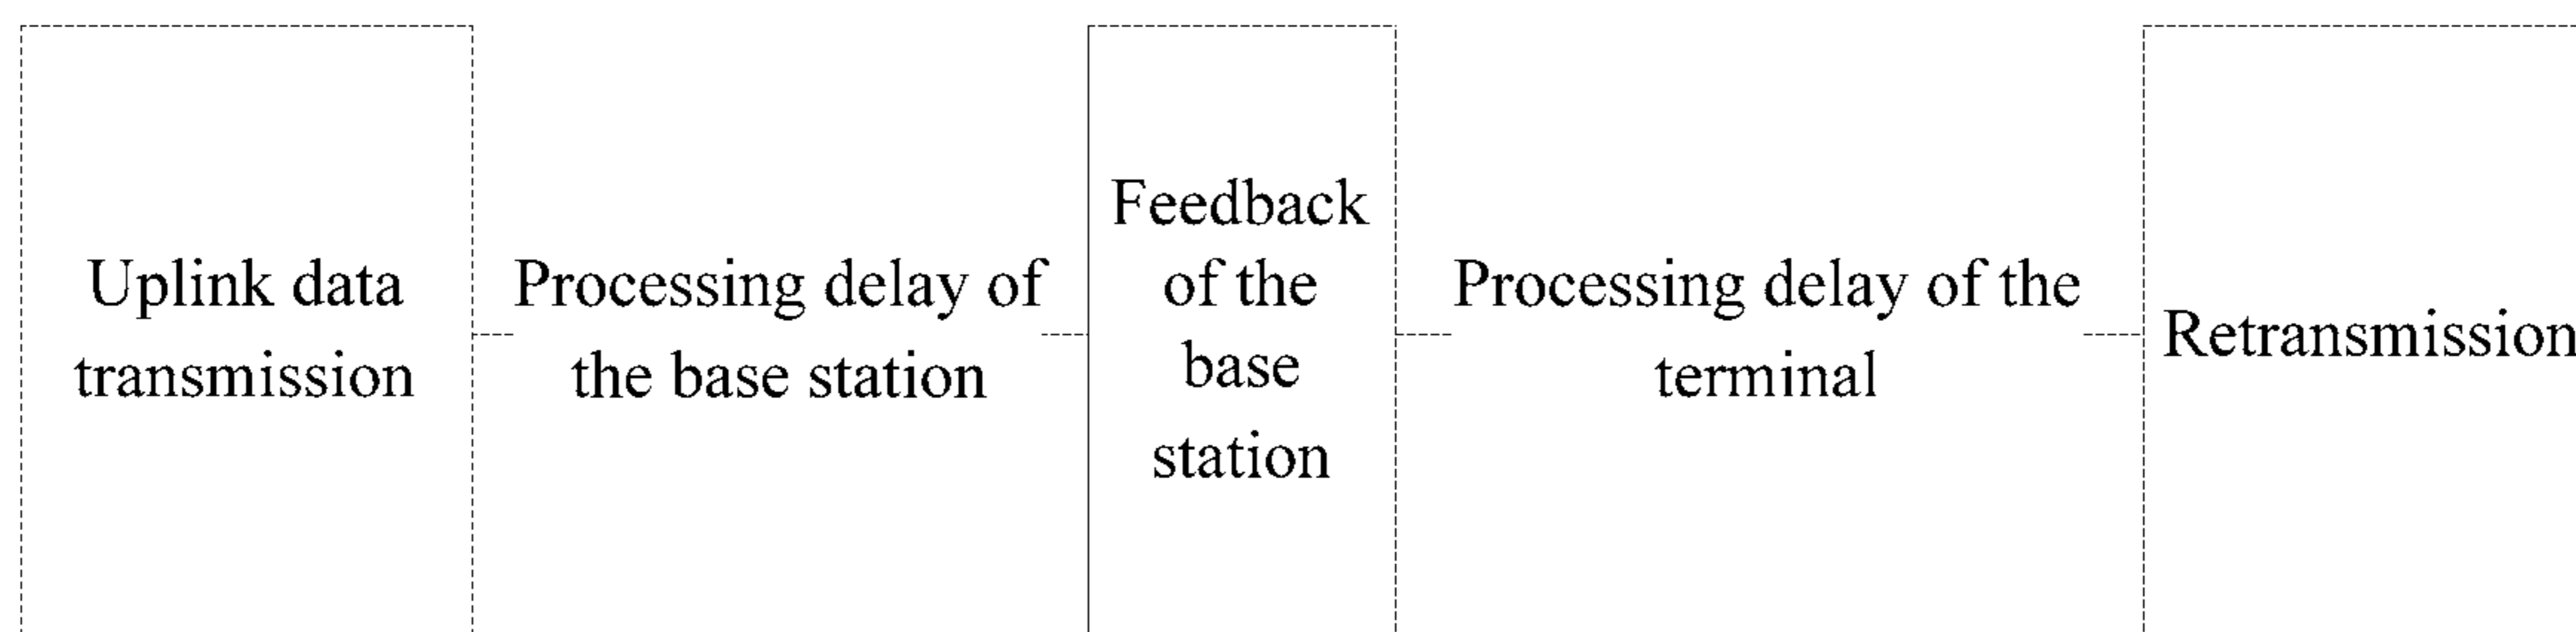 Uplink data
transmission
Processing delay of
the base station
Feedback
of the
base
station
Processing delay of the
terminal
Retransmission